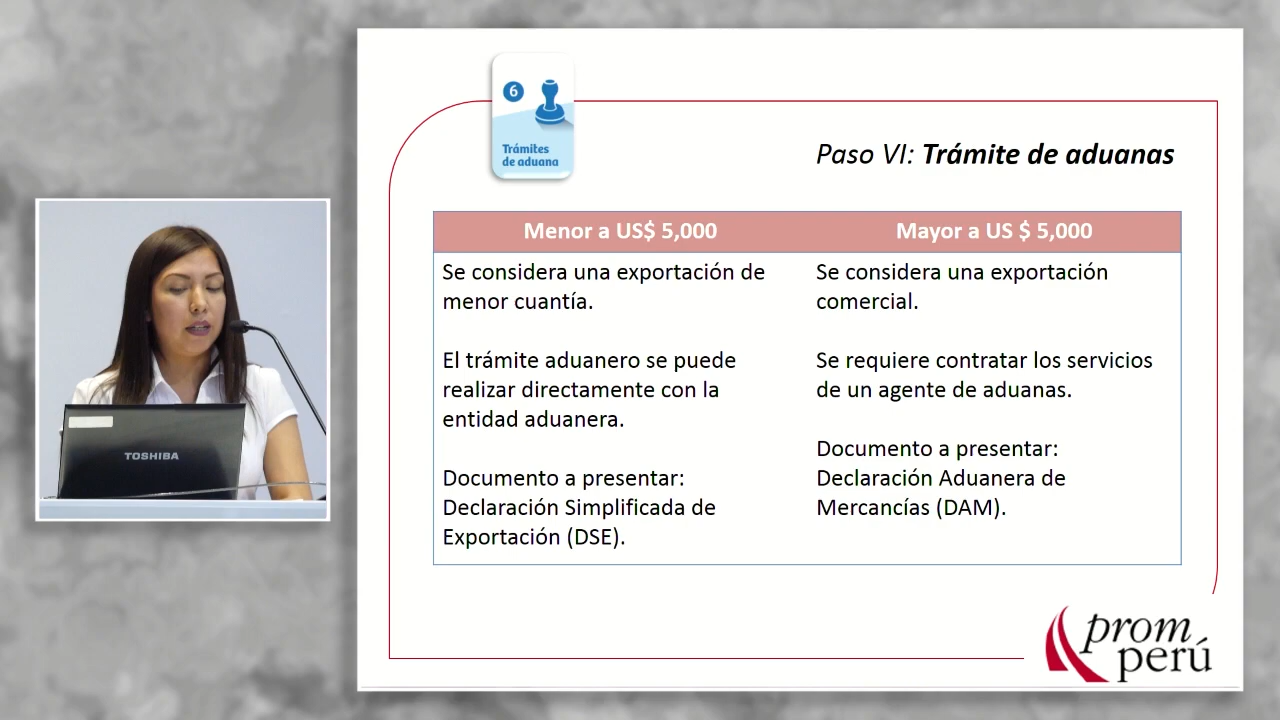 6
Trámites
de aduana
Paso VI: Trámite de aduanas
Menor a US$ 5,000
Mayor a US $ 5,000
Se considera una exportación de
menor cuantía.
El trámite aduanero se puede
realizar directamente con la
entidad aduanera.
Documento a presentar:
Declaración Simplificada de
Exportación (DSE).
Se considera una exportación
comercial.
Se requiere contratar los servicios
de un agente de aduanas.
Documento a presentar:
Declaración Aduanera de
Mercancías (DAM).
TOSHIBA
prom
perú